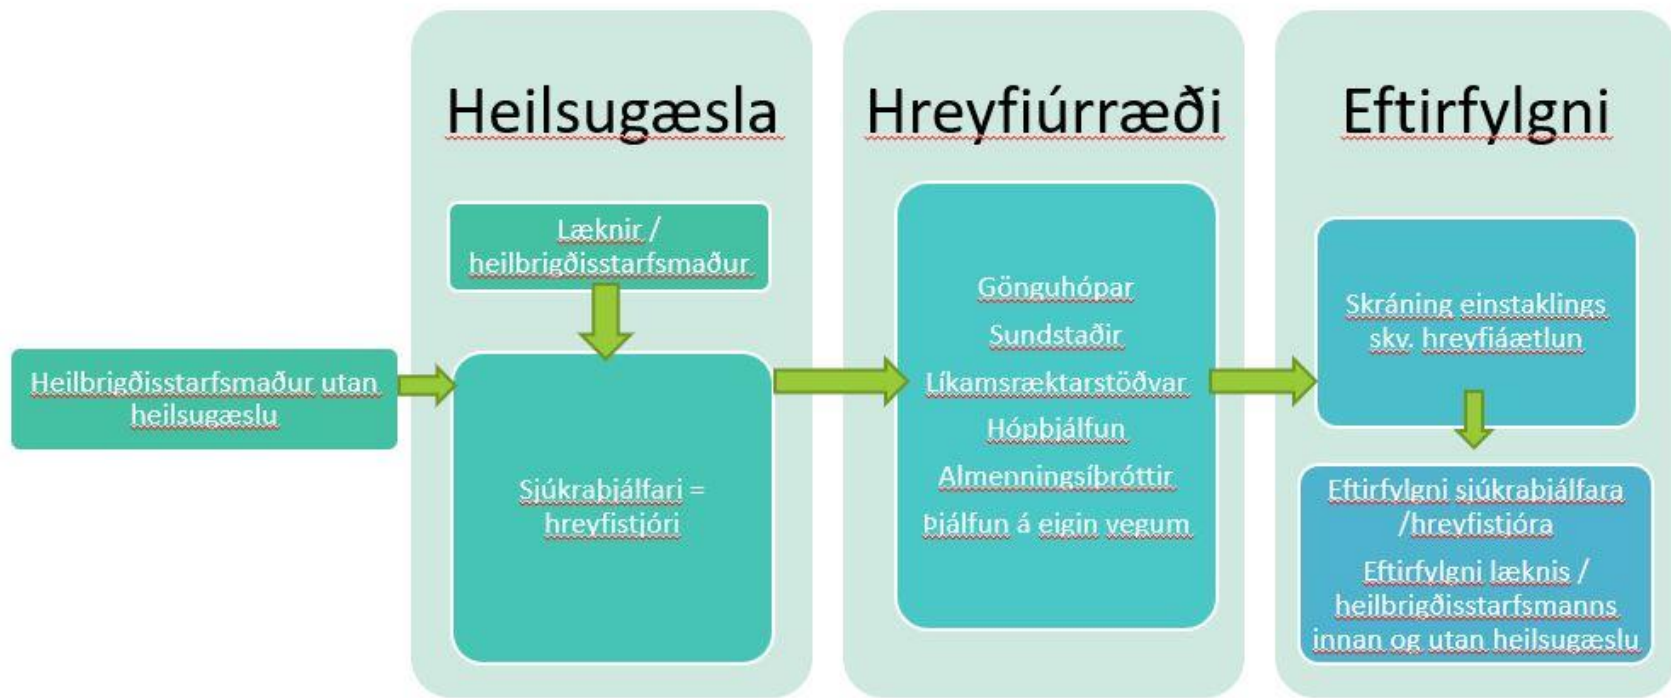 Heilsugæsla
Hreyfiúrræði
Eftirfylgni
Heilbrigðisstarfsmaður utan
heilsugæslu
Læknir /
heilbrigðisstarfsmaður
Sjúkraþjálfari =
hreyfistjóri
Gönguhópar
Sundstaðir
Líkamsræktarstöðvar
Hópþjálfun
Almenningsíþróttir
Þjálfun á eigin vegum
Skráning einstaklings
skv. hreyfiáætlun
Eftirfylgni sjúkraþjálfara
/hreyfistjóra
Eftirfylgni læknis /
heilbrigðisstarfsmanns
innan og utan heilsugæslu